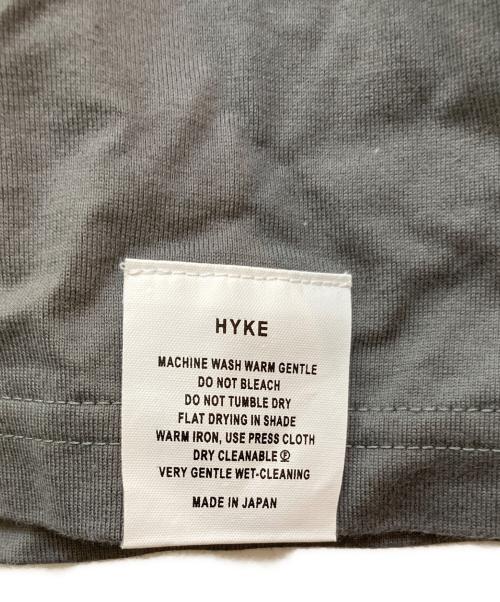 HYKE
MACHINE WASH WARM GENTLE
DO NOT BLEACH
DO NOT TUMBLE DRY
FLAT DRYING IN SHADE
WARM IRON, USE PRESS CLOTH
DRY CLEANABLE Ⓟ
VERY GENTLE WET-CLEANING
MADE IN JAPAN